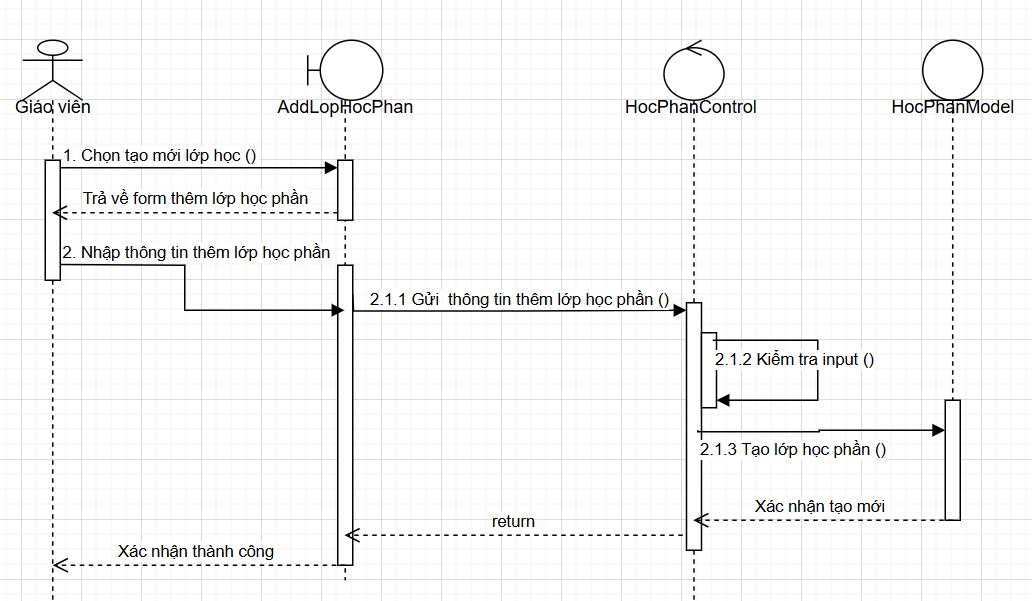 Giáo viên
AddLopHocPhan
HocPhanControl
HocPhanModel
1. Chọn tạo mới lớp học ()
Trả về form thêm lớp học phần
2. Nhập thông tin thêm lớp học phần
2.1.1 Gửi  thông tin thêm lớp học phần ()
2.1.2 Kiểm tra input ()
2.1.3 Tạo lớp học phần ()
Xác nhận tạo mới
return
Xác nhận thành công